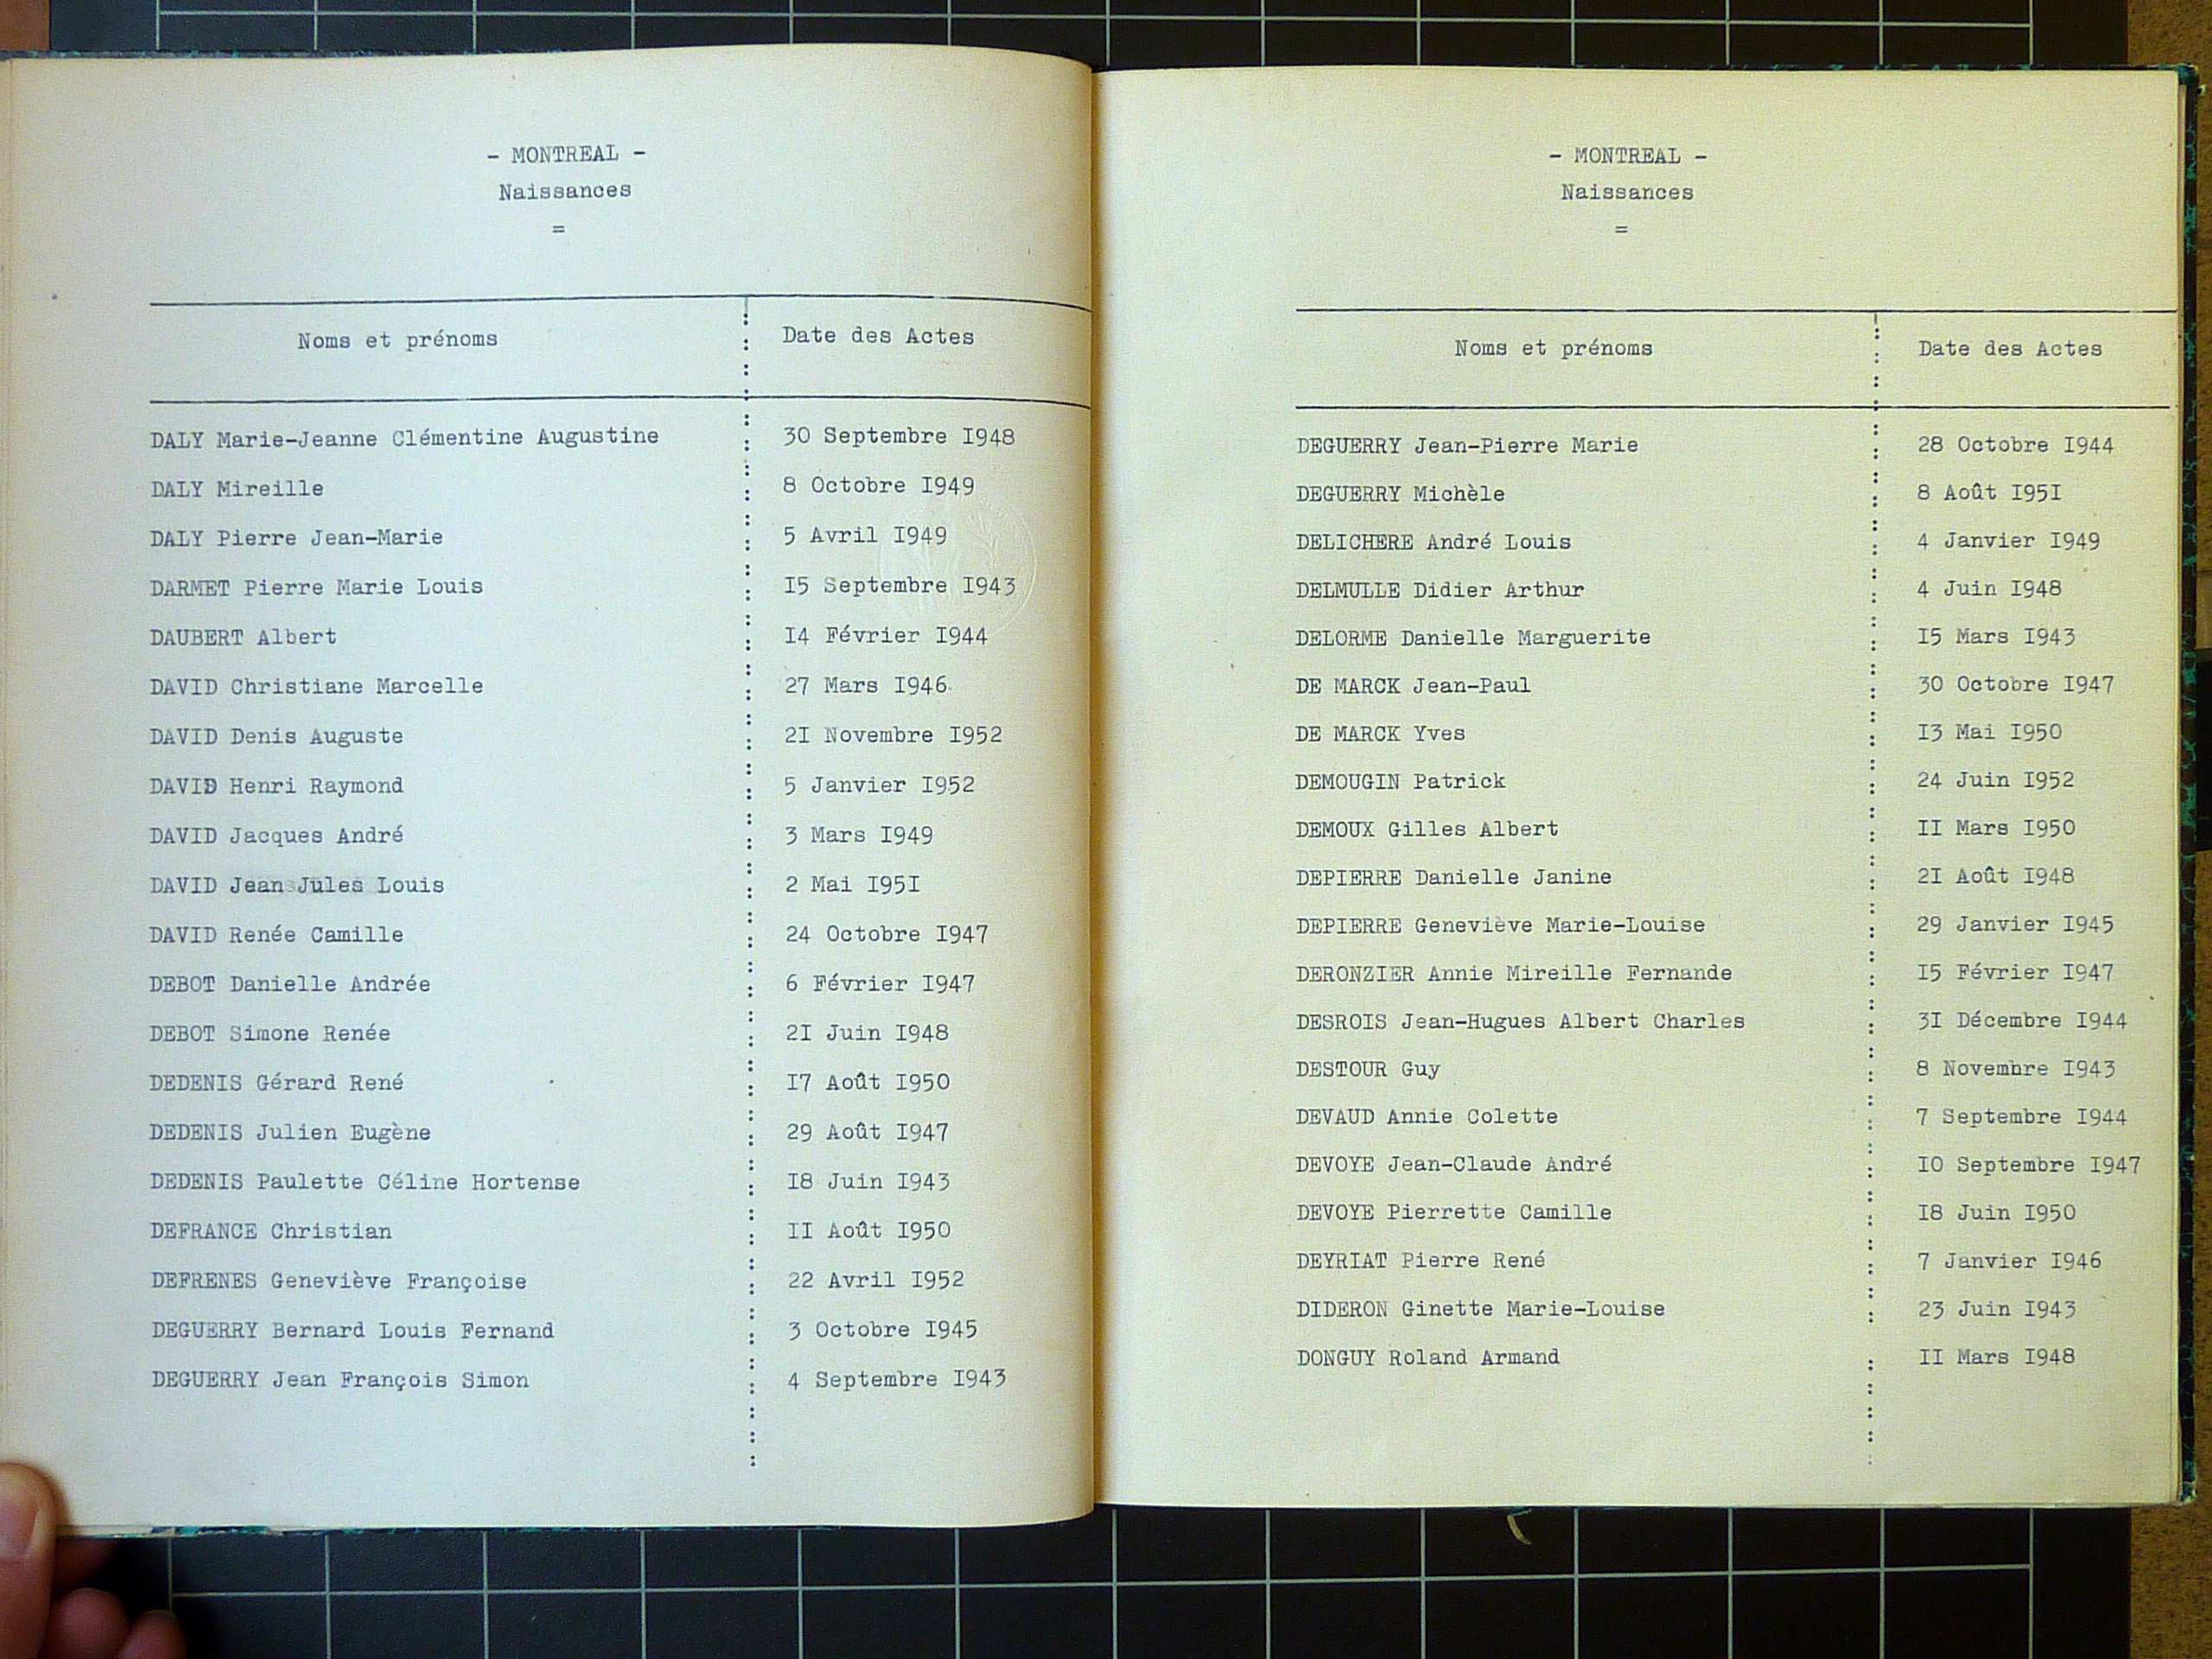 - MONTREAL -
Naissances
=
Noms et prénoms : Date des Actes
DALY Marie-Jeanne Clémentine Augustine : 30 Septembre I948
DALY Mireille : 8 Octobre I949
DALY Pierre Jean-Marie : 5 Avril I949
DARMET Pierre Marie Louis : I5 Septembre I943
DAUBERT Albert : I4 Février I944
DAVID Christiane Marcelle : 27 Mars I946
DAVID Denis Auguste : 2I Novembre I952
DAVID Henri Raymond : 5 Janvier I952
DAVID Jacques André : 3 Mars I949
DAVID Jean Jules Louis : 2 Mai I95I
DAVID Renée Camille : 24 Octobre I947
DEBOT Danielle Andrée : 6 Février I947
DEBOT Simone Renée : 2I Juin I948
DEDENIS Gérard René : I7 Août I950
DEDENIS Julien Eugène : 29 Août I947
DEDENIS Paulette Céline Hortense : I8 Juin I943
DEFRANCE Christian : II Août I950
DEFRENES Geneviève Françoise : 22 Avril I952
DEGUERRY Bernard Louis Fernand : 3 Octobre I945
DEGUERRY Jean François Simon : 4 Septembre I943
- MONTREAL -
Naissances
=
Noms et prénoms : Date des Actes
DEGUERRY Jean-Pierre Marie : 28 Octobre I944
DEGUERRY Michèle : 8 Août I95I
DELICHERE André Louis : 4 Janvier I949
DELMULLE Didier Arthur : 4 Juin I948
DELORME Danielle Marguerite : I5 Mars I943
DE MARCK Jean-Paul : 30 Octobre I947
DE MARCK Yves : I3 Mai I950
DEMOUGIN Patrick : 24 Juin I952
DEMOUX Gilles Albert : II Mars I950
DEPIERRE Danielle Janine : 2I Août I948
DEPIERRE Geneviève Marie-Louise : 29 Janvier I945
DERONZIER Annie Mireille Fernande : I5 Février I947
DESROIS Jean-Hugues Albert Charles : 3I Décembre I944
DESTOUR Guy : 8 Novembre I943
DEVAUD Annie Colette : 7 Septembre I944
DEVOYE Jean-Claude André : I0 Septembre I947
DEVOYE Pierrette Camille : I8 Juin I950
DEYRIAT Pierre René : 7 Janvier I946
DIDERON Ginette Marie-Louise : 23 Juin I943
DONGUY Roland Armand : II Mars I948